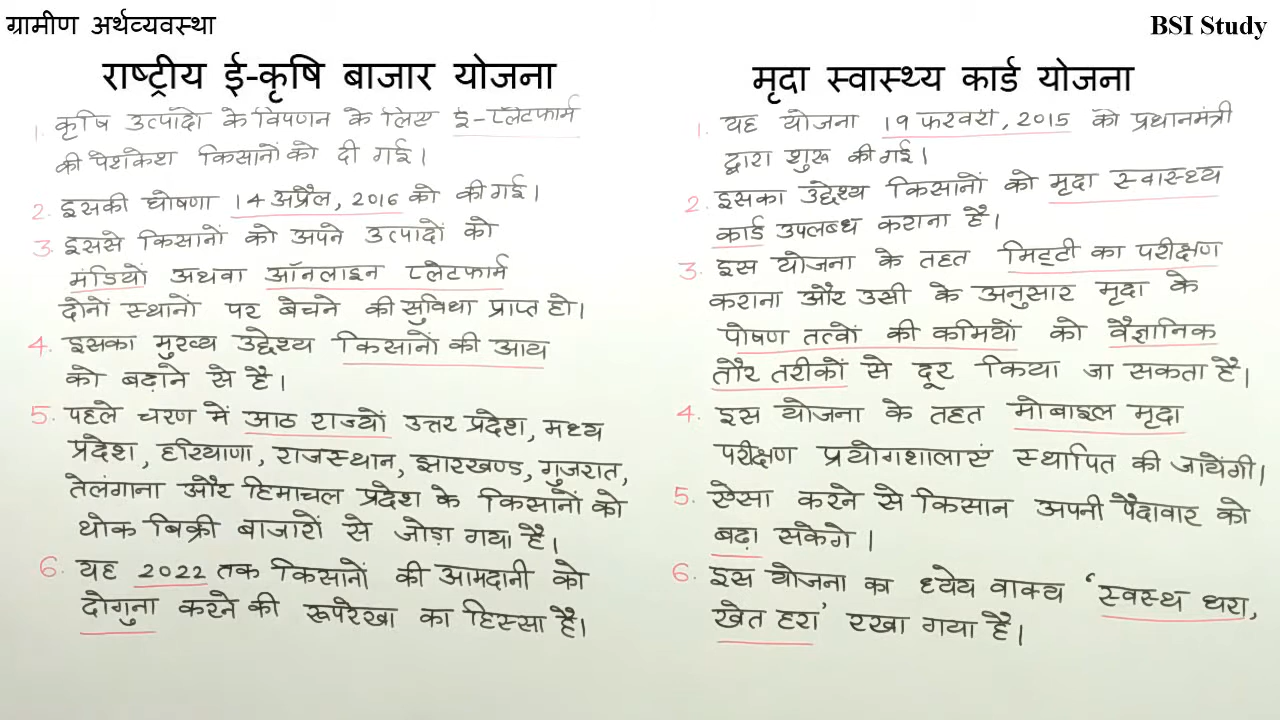 ग्रामीण अर्थव्यवस्था
BSI Study
राष्ट्रीय ई-कृषि बाजार योजना
1. कृषि उत्पादो के विपणन के लिए ई-प्लेटफार्म
की पेशकश किसानों को दी गई।
2. इसकी घोषणा 14 अप्रैल, 2016 को की गई।
3. इससे किसानों को अपने उत्पादों को
मंडियों अथवा ऑनलाइन प्लेटफार्म
दोनों स्थानों पर बेचने की सुविधा प्राप्त हो।
4. इसका मुख्य उद्देश्य किसानों की आय
को बढ़ाने से है।
5. पहले चरण में आठ राज्यों उत्तर प्रदेश, मध्य
प्रदेश, हरियाणा, राजस्थान, झारखण्ड, गुजरात,
तेलंगाना और हिमाचल प्रदेश के किसानों को
थोक बिक्री बाजारों से जोड़ा गया है।
6. यह 2022 तक किसानों की आमदानी को
दोगुना करने की रूपरेखा का हिस्सा है।
मृदा स्वास्थ्य कार्ड योजना
1. यह योजना 19 फरवरी, 2015 को प्रधानमंत्री
द्वारा शुरू की गई।
2. इसका उद्देश्य किसानों को मृदा स्वास्थ्य
कार्ड उपलब्ध कराना है।
3. इस योजना के तहत मिट्टी का परीक्षण
कराना और उसी के अनुसार मृदा के
पोषण तत्वों की कमियों को वैज्ञानिक
तौर तरीकों से दूर किया जा सकता है।
4. इस योजना के तहत मोबाइल मृदा
परीक्षण प्रयोगशालाएं स्थापित की जायेंगी।
5. ऐसा करने से किसान अपनी पैदावार को
बढ़ा सकेगे।
6. इस योजना का ध्येय वाक्य ‘स्वस्थ धरा,
खेत हरा’ रखा गया है।